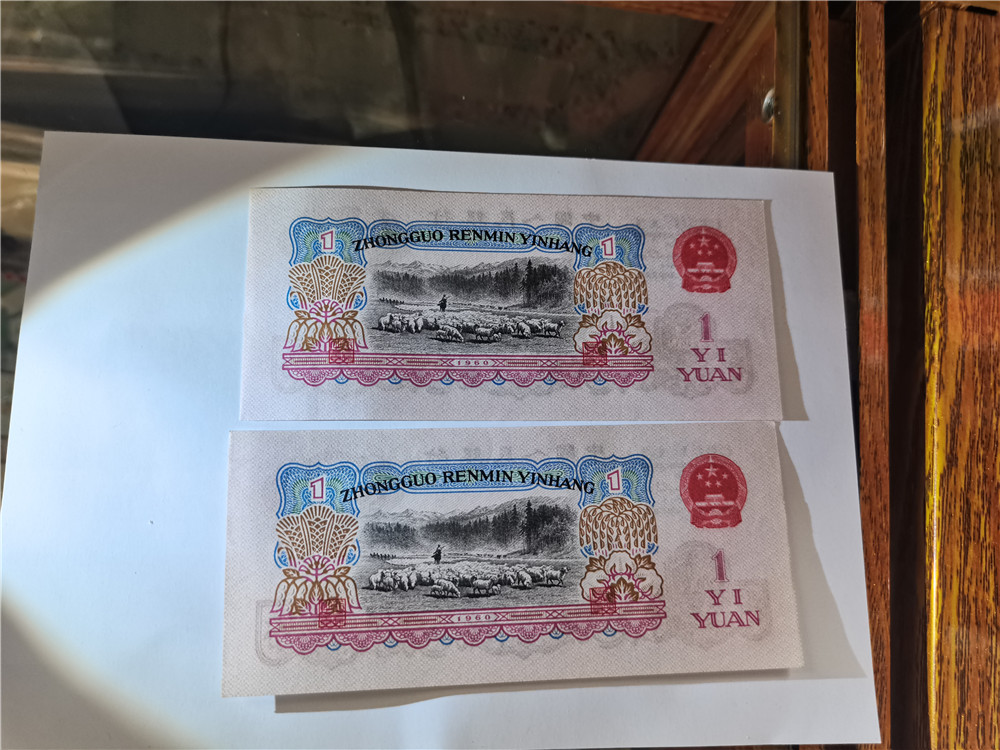 1 ZHONGGUO RENMIN YINHANG 1
1960
1
YI
YUAN
1 ZHONGGUO RENMIN YINHANG 1
1960
1
YI
YUAN